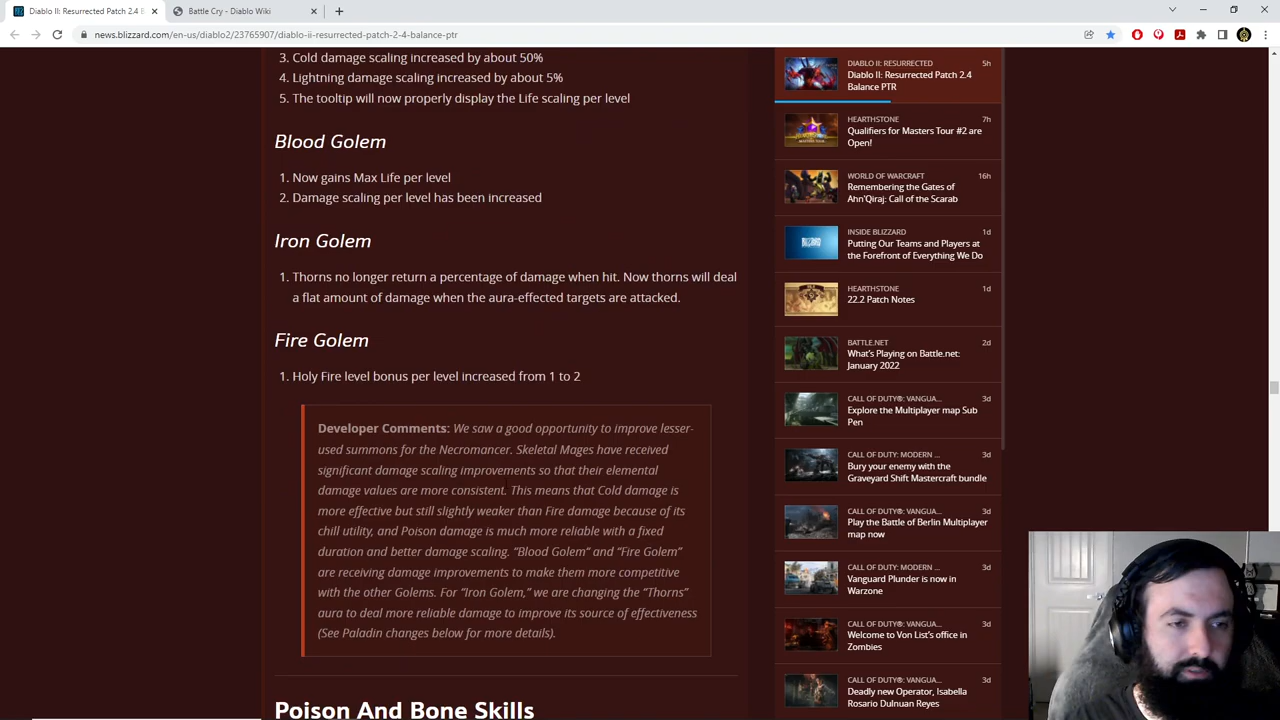 Diablo II: Resurrected Patch 2.4 B
Battle Cry - Diablo Wiki
news.blizzard.com/en-us/diablo2/23765907/diablo-ii-resurrected-patch-2-4-balance-ptr
3. Cold damage scaling increased by about 50%
4. Lightning damage scaling increased by about 5%
5. The tooltip will now properly display the Life scaling per level
Blood Golem
1. Now gains Max Life per level
2. Damage scaling per level has been increased
Iron Golem
1. Thorns no longer return a percentage of damage when hit. Now thorns will deal
a flat amount of damage when the aura-effected targets are attacked.
Fire Golem
1. Holy Fire level bonus per level increased from 1 to 2
Developer Comments: We saw a good opportunity to improve lesser-
used summons for the Necromancer. Skeletal Mages have received
significant damage scaling improvements so that their elemental
damage values are more consistent. This means that Cold damage is
more effective but still slightly weaker than Fire damage because of its
chill utility, and Poison damage is much more reliable with a fixed
duration and better damage scaling. “Blood Golem” and “Fire Golem”
are receiving damage improvements to make them more competitive
with the other Golems. For “Iron Golem,” we are changing the “Thorns”
aura to deal more reliable damage to improve its source of effectiveness
(See Paladin changes below for more details).
Poison And Bone Skills
DIABLO II: RESURRECTED 5h
Diablo II: Resurrected Patch 2.4
Balance PTR
HEARTHSTONE 7h
Qualifiers for Masters Tour #2 are
Open!
WORLD OF WARCRAFT 16h
Remembering the Gates of
Ahn'Qiraj: Call of the Scarab
INSIDE BLIZZARD 1d
Putting Our Teams and Players at
the Forefront of Everything We Do
HEARTHSTONE 1d
22.2 Patch Notes
BATTLE.NET 2d
What’s Playing on Battle.net:
January 2022
CALL OF DUTY®: VANGUA... 3d
Explore the Multiplayer map Sub
Pen
CALL OF DUTY: MODERN ... 3d
Bury your enemy with the
Graveyard Shift Mastercraft bundle
CALL OF DUTY®: VANGUA... 3d
Play the Battle of Berlin Multiplayer
map now
CALL OF DUTY: MODERN ... 3d
Vanguard Plunder is now in
Warzone
CALL OF DUTY®: VANGUA... 3d
Welcome to Von List’s office in
Zombies
CALL OF DUTY®: VANGUA... 3d
Deadly new Operator, Isabella
Rosario Dulnuan Reyes